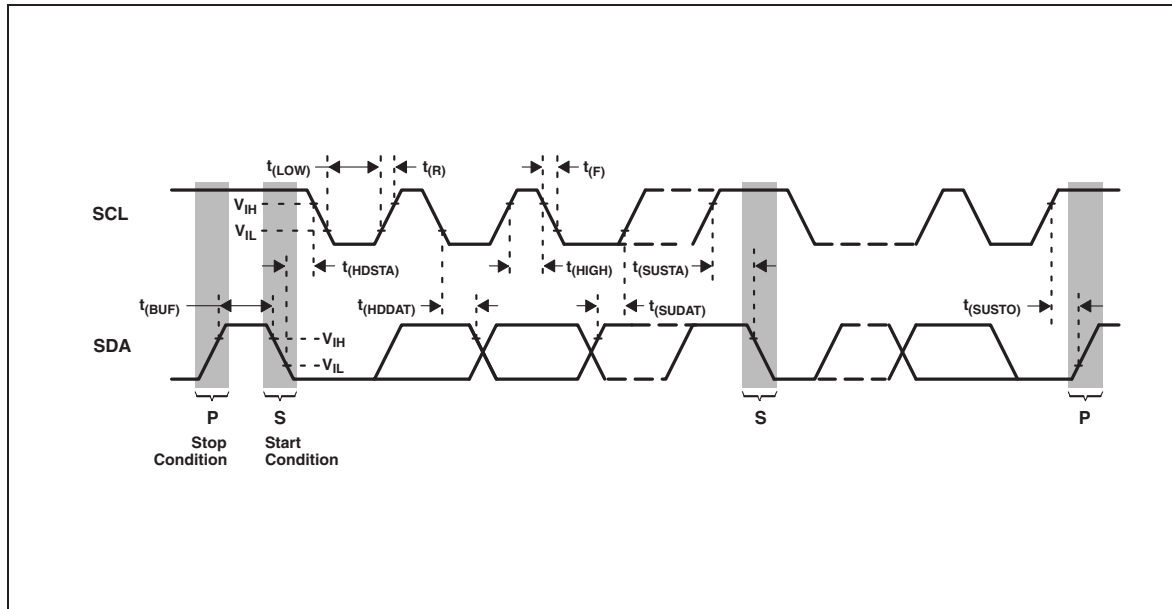 t(LOW)
t(R)
t(F)
SCL
VIH
VIL
t(HDSTA)
t(HIGH)
t(SUSTA)
t(BUF)
t(HDDAT)
t(SUDAT)
t(SUSTO)
SDA
VIH
VIL
P
S
S
P
Stop
Condition
Start
Condition